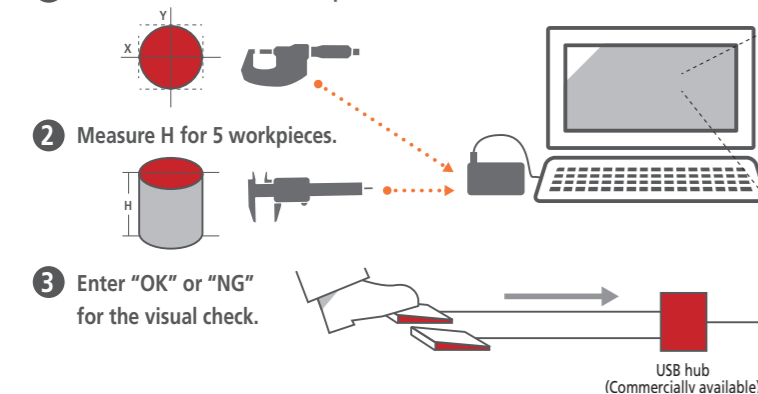 Y
X
2 Measure H for 5 workpieces.
H
3 Enter “OK” or “NG”
for the visual check.
USB hub
(Commercially available)